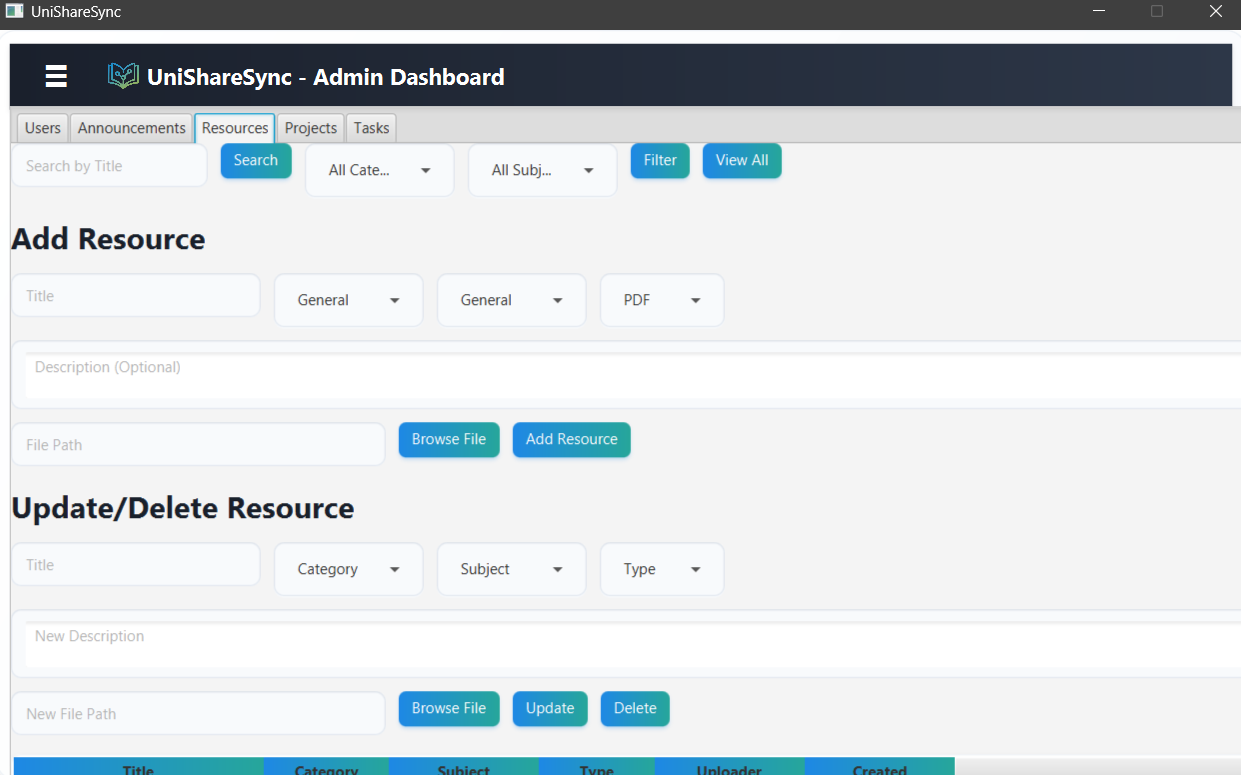 UniShareSync
UniShareSync - Admin Dashboard
Users Announcements Resources Projects Tasks
Search by Title Search All Cate... All Subj... Filter View All
Add Resource
Title General General PDF
Description (Optional)
File Path Browse File Add Resource
Update/Delete Resource
Title Category Subject Type
New Description
New File Path Browse File Update Delete
Title Category Subject Type Uploader Created